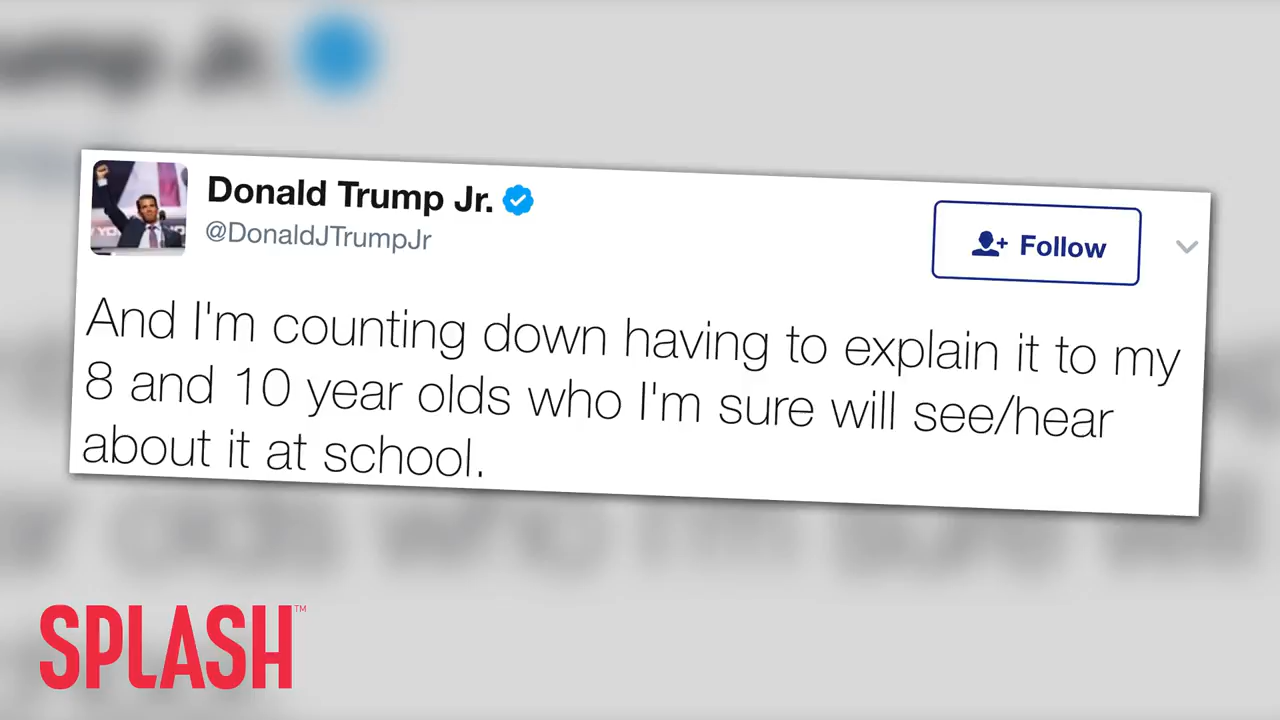 Donald Trump Jr.
@DonaldJTrumpJr
Follow
And I'm counting down having to explain it to my
8 and 10 year olds who I'm sure will see/hear
about it at school.
SPLASH™